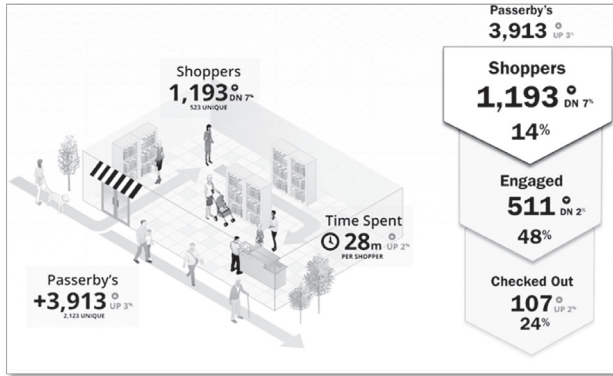 Shoppers
1,193 DN 7%
523 UNIQUE
Time Spent
28m UP 2%
PER SHOPPER
Passerby's
+3,913 UP 3%
2,123 UNIQUE
Passerby's
3,913 UP 3%
Shoppers
1,193 DN 7%
14%
Engaged
511 DN 2%
48%
Checked Out
107 UP 2%
24%